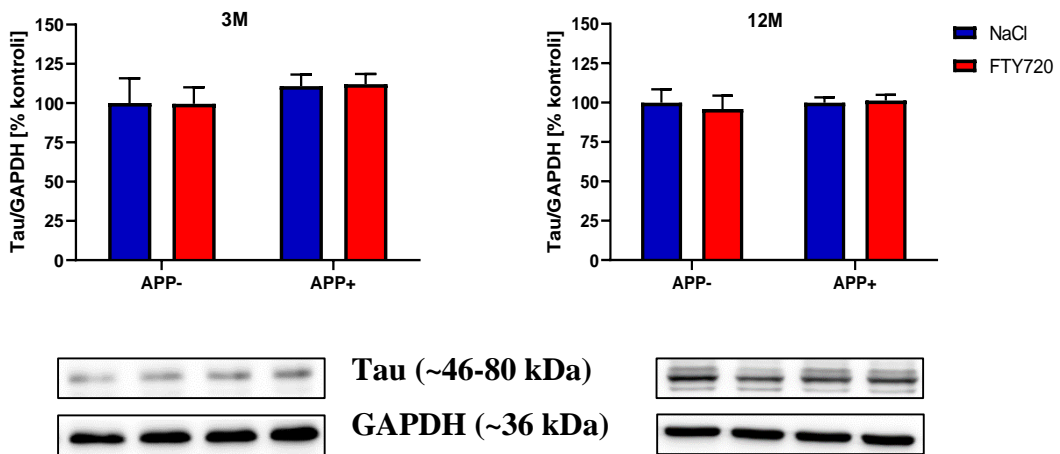 3M
Tau/GAPDH [% kontroli]
150
125
100
75
50
25
0
APP-
APP+
12M
Tau/GAPDH [% kontroli]
150
125
100
75
50
25
0
APP-
APP+
NaCl
FTY720
Tau (~46-80 kDa)
GAPDH (~36 kDa)